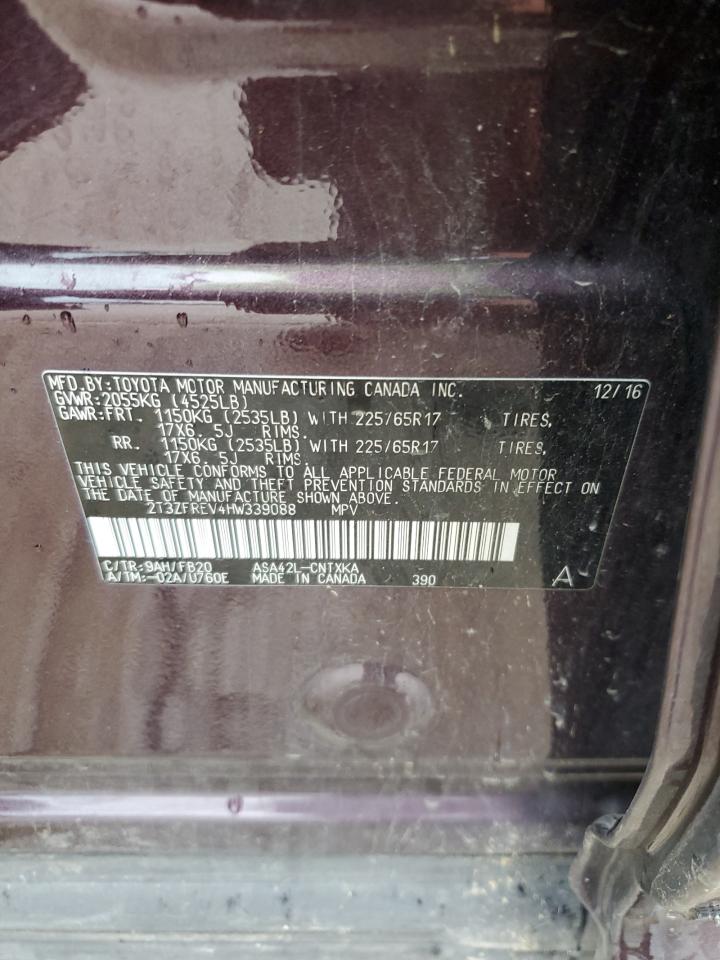 MFD.BY:TOYOTA MOTOR MANUFACTURING CANADA INC. 12/16
GVWR:2055KG (4525LB)
GAWR:FRT. 1150KG (2535LB) WITH 225/65R17 TIRES,
17X6.5J RIMS.
RR. 1150KG (2535LB) WITH 225/65R17 TIRES,
17X6.5J RIMS.
THIS VEHICLE CONFORMS TO ALL APPLICABLE FEDERAL MOTOR
VEHICLE SAFETY AND THEFT PREVENTION STANDARDS IN EFFECT ON
THE DATE OF MANUFACTURE SHOWN ABOVE.
2T3ZFREV4HW339088 MPV
C/TR:9AH/FB20 ASA42L-CNTXKA
A/TM:-02A/U760E MADE IN CANADA 390 A